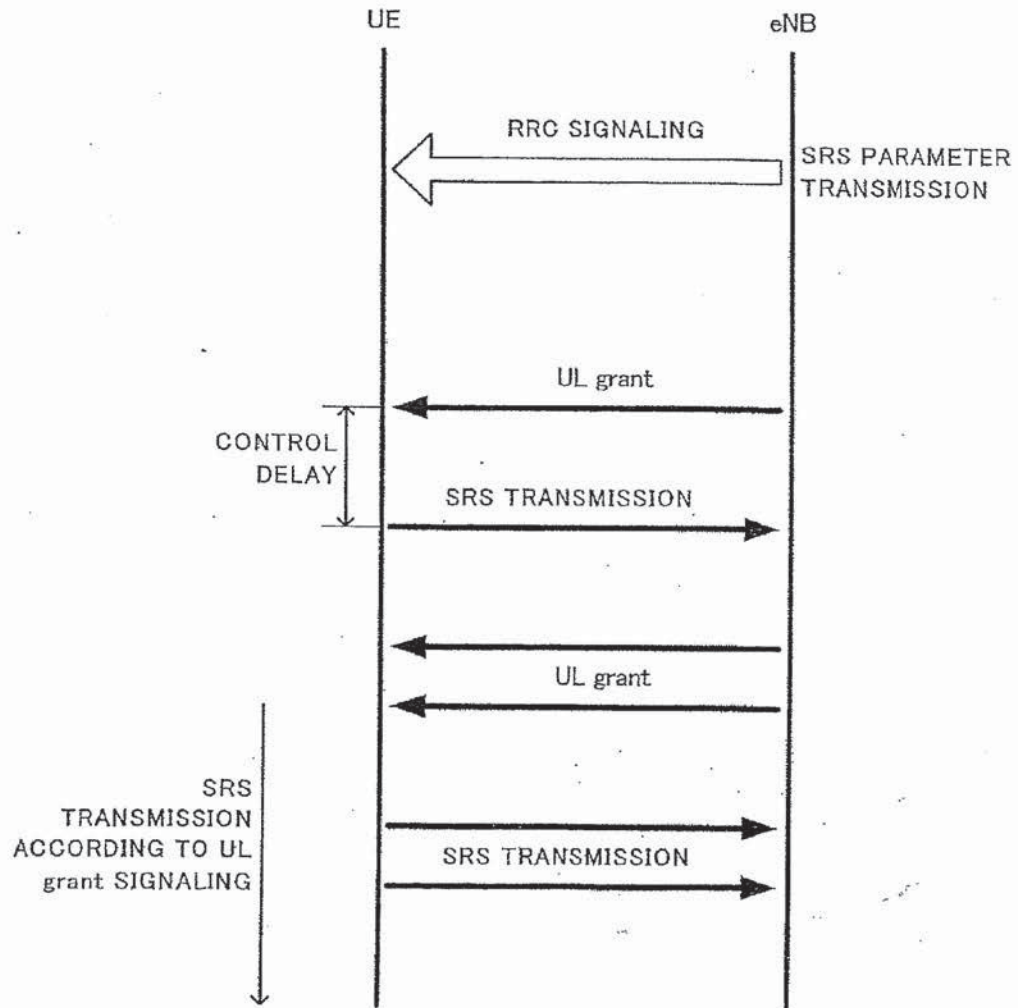 UE
eNB
RRC SIGNALING
SRS PARAMETER
TRANSMISSION
UL grant
CONTROL
DELAY
SRS TRANSMISSION
UL grant
SRS
TRANSMISSION
ACCORDING TO UL
grant SIGNALING
SRS TRANSMISSION